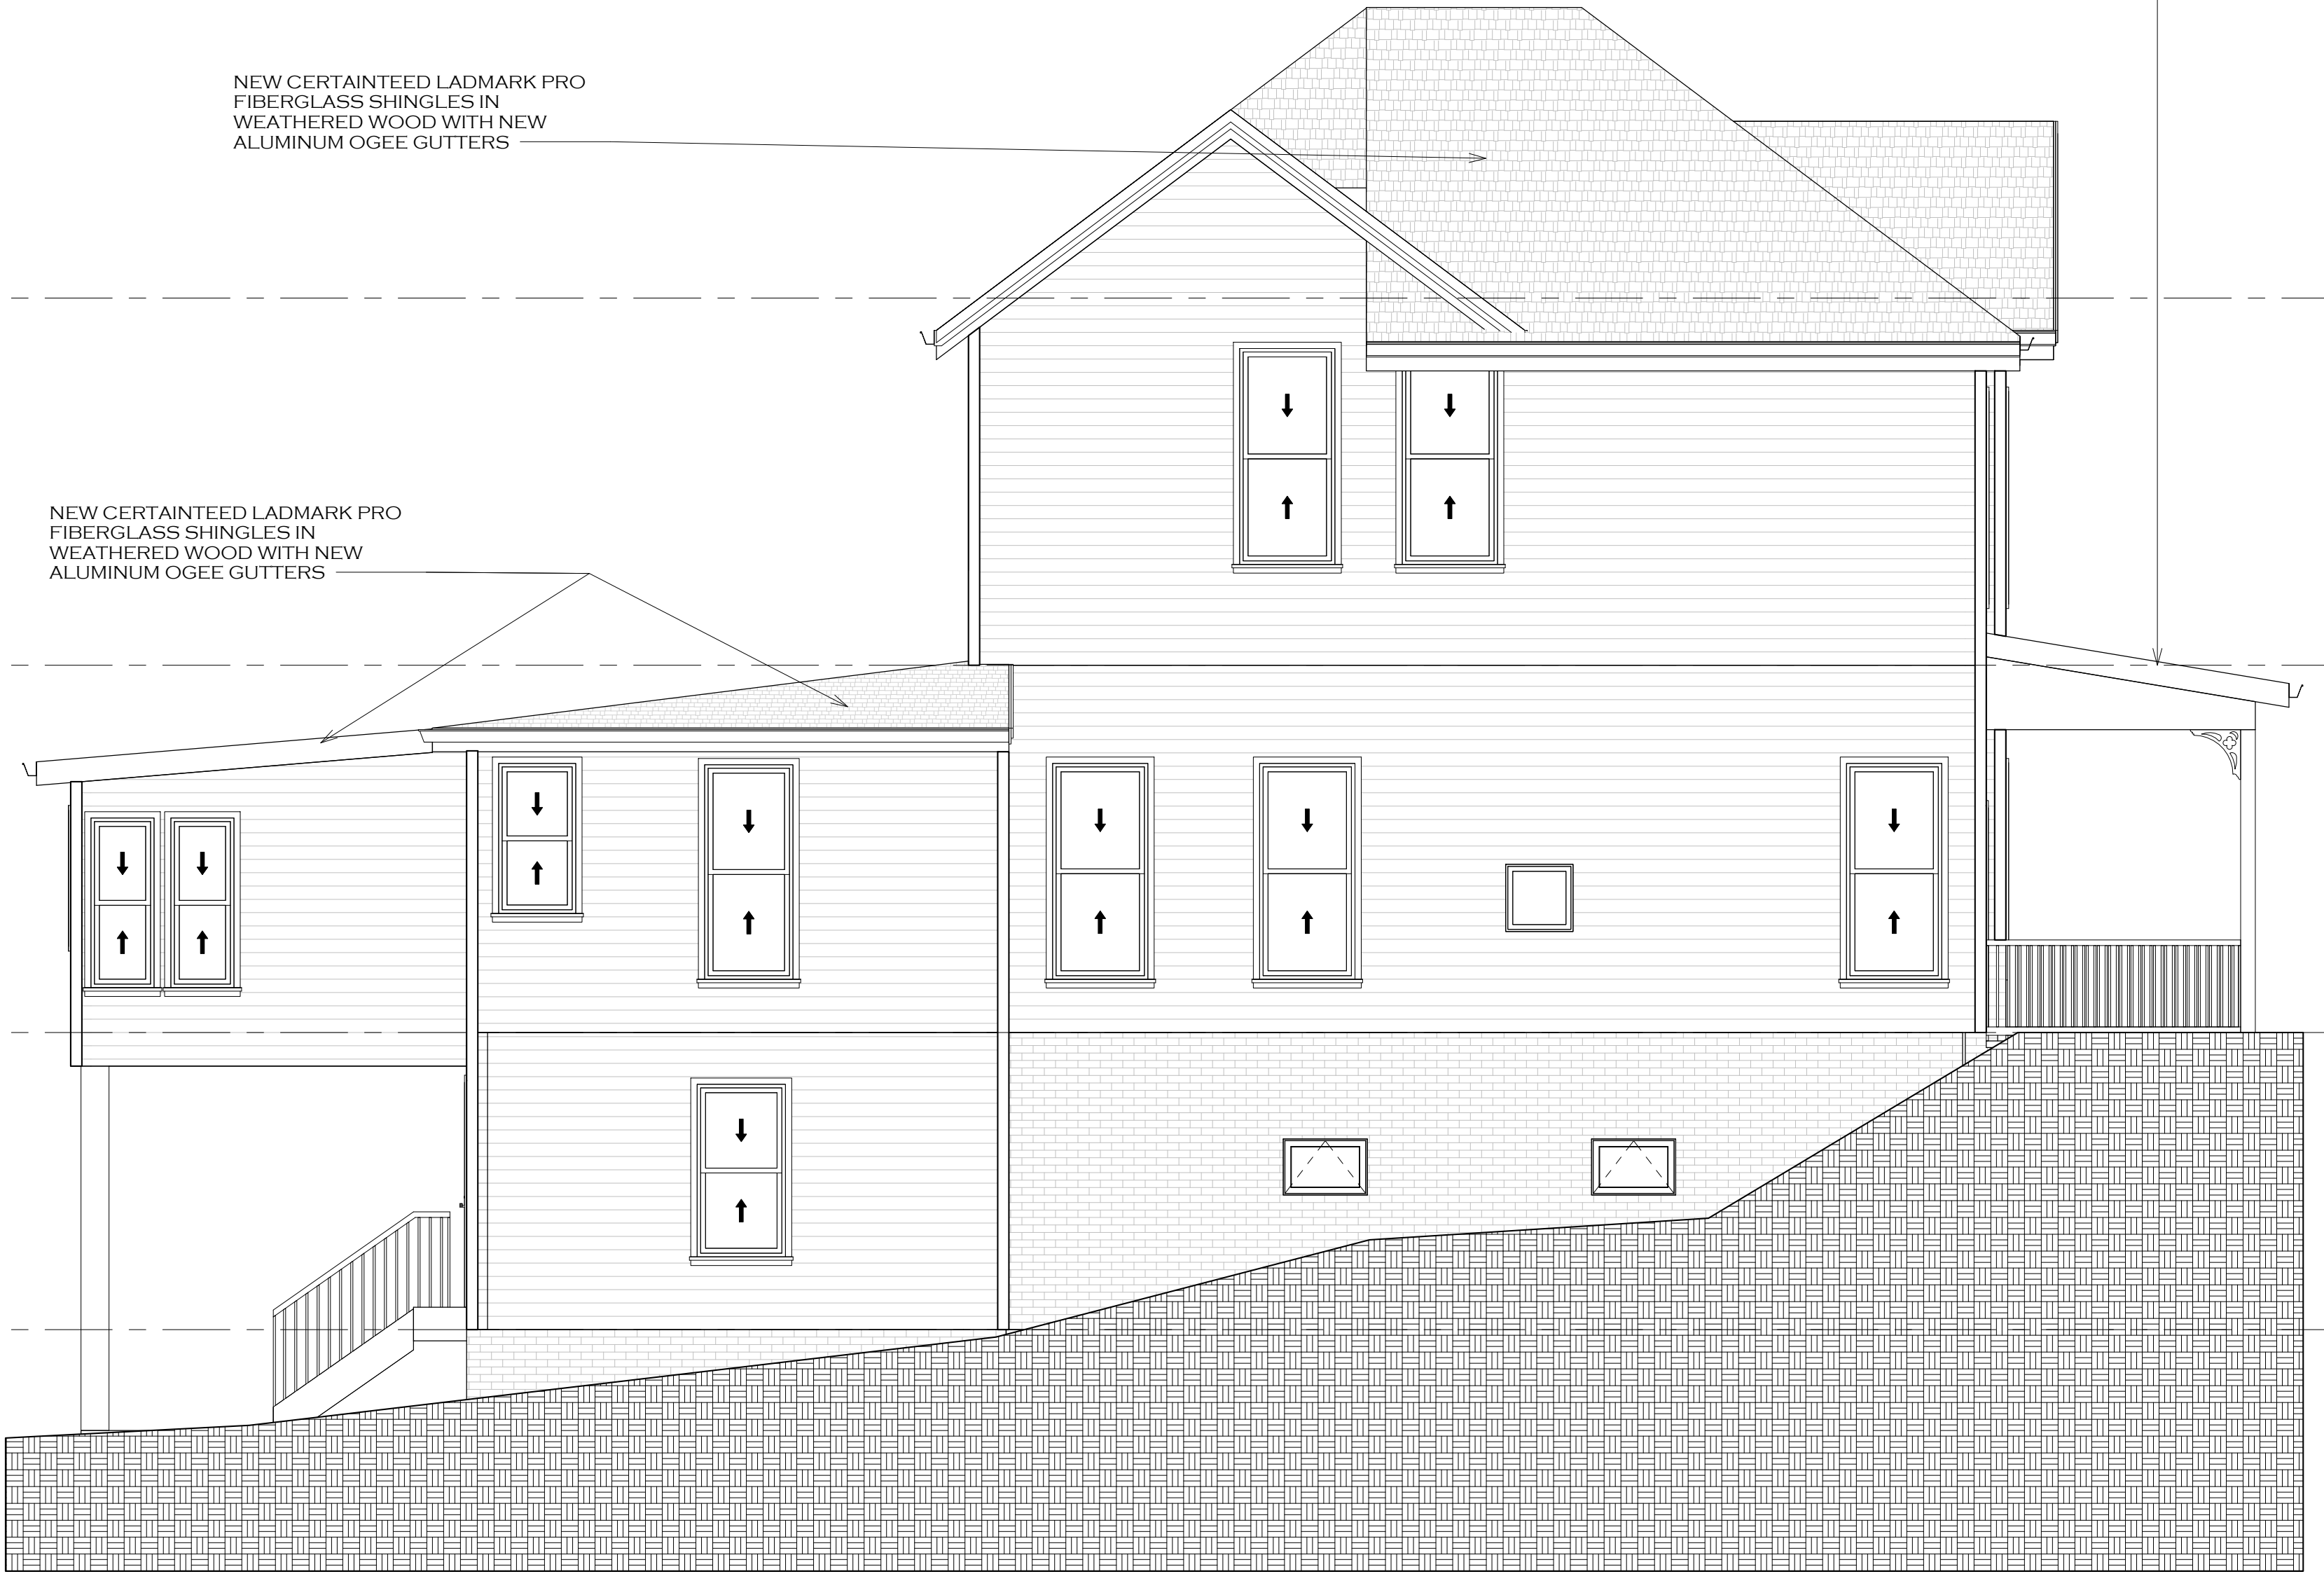 NEW CERTAINTEED LADMARK PRO
FIBERGLASS SHINGLES IN
WEATHERED WOOD WITH NEW
ALUMINUM OGEE GUTTERS
NEW CERTAINTEED LADMARK PRO
FIBERGLASS SHINGLES IN
WEATHERED WOOD WITH NEW
ALUMINUM OGEE GUTTERS